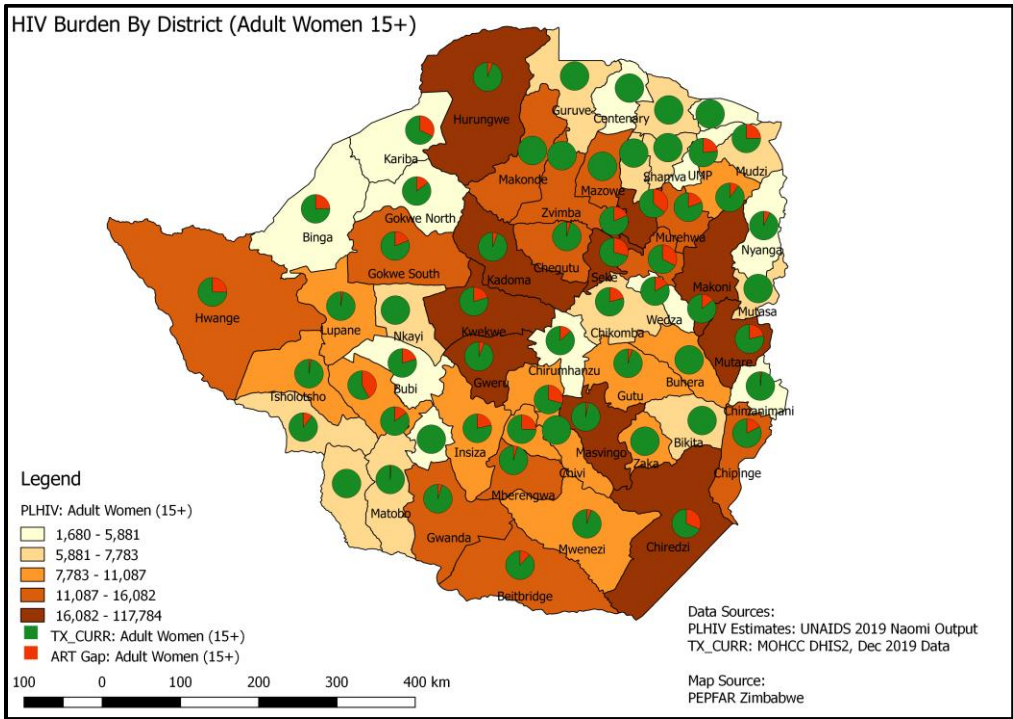 HIV Burden By District (Adult Women 15+)
Hurungwe
Guruve
Centenary
Kariba
Makonde
Mazowe
Shamva
UMP
Mudzi
Binga
Gokwe North
Zvimba
Murehwa
Nyanga
Gokwe South
Kadoma
Chegutu
Seke
Makoni
Hwange
Lupane
Nkayi
Kwekwe
Chikomba
Wedza
Mutasa
Tsholotsho
Bubi
Gweru
Chirumhanzu
Gutu
Buhera
Mutare
Chimanimani
Insiza
Masvingo
Bikita
Zaka
Chipinge
Chivi
Mberengwa
Matobo
Gwanda
Mwenezi
Chiredzi
Beitbridge
Legend
PLHIV: Adult Women (15+)
1,680 - 5,881
5,881 - 7,783
7,783 - 11,087
11,087 - 16,082
16,082 - 117,784
TX_CURR: Adult Women (15+)
ART Gap: Adult Women (15+)
100 0 100 200 300 400 km
Data Sources:
PLHIV Estimates: UNAIDS 2019 Naomi Output
TX_CURR: MOHCC DHIS2, Dec 2019 Data
Map Source:
PEPFAR Zimbabwe